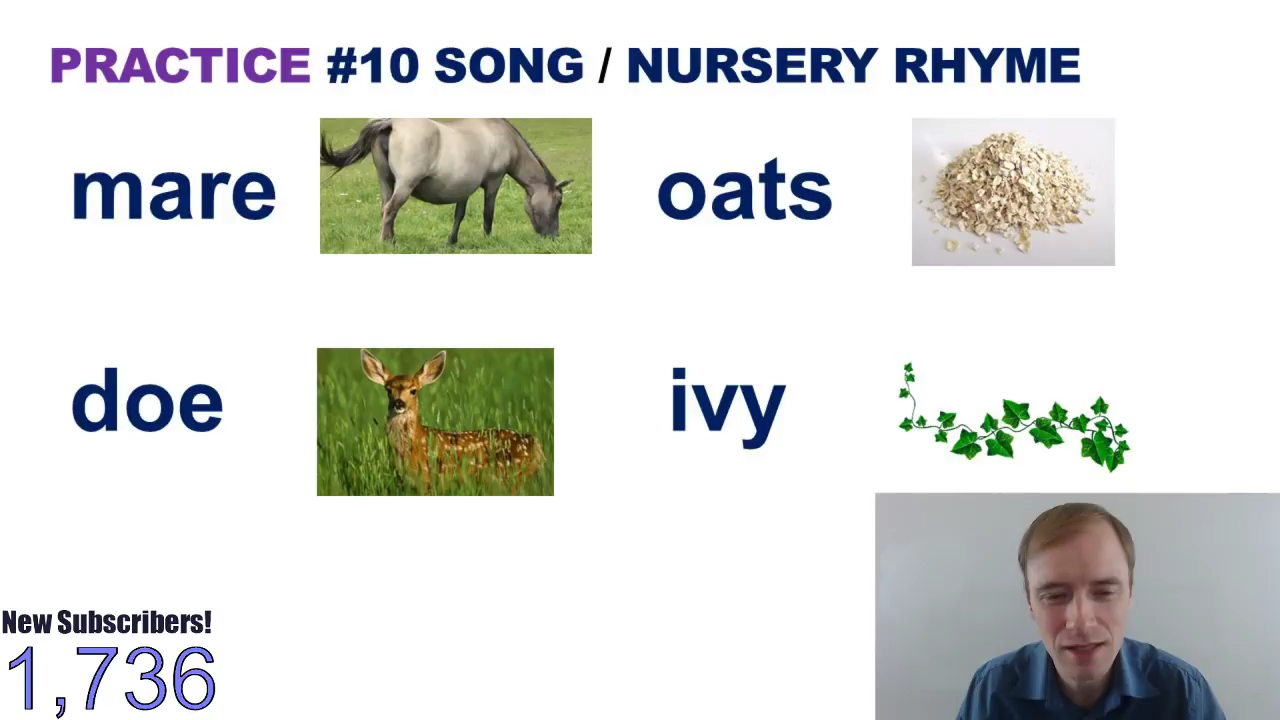 PRACTICE #10 SONG / NURSERY RHYME
mare
oats
doe
ivy
New Subscribers!
1,736